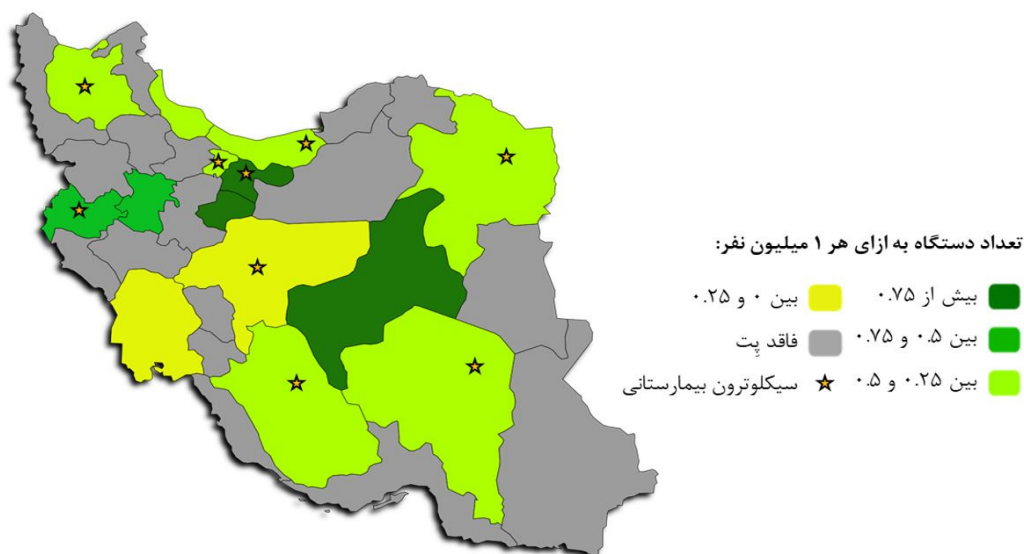 تعداد دستگاه به ازای هر ۱ میلیون نفر:
بیش از ۰.۷۵
بین ۰.۵ و ۰.۷۵
بین ۰.۲۵ و ۰.۵
بین ۰ و ۰.۲۵
فاقد پِت
سیکلوترون بیمارستانی